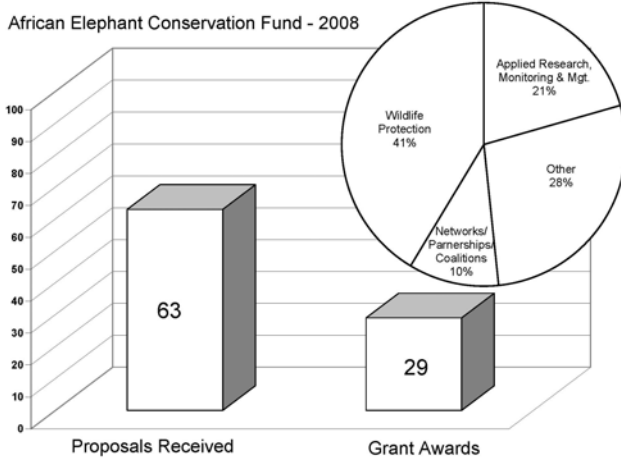 African Elephant Conservation Fund - 2008
Applied Research,
Monitoring & Mgt.
21%
Wildlife
Protection
41%
Other
28%
Networks/
Parnerships/
Coalitions
10%
100
90
80
70
60
50
40
30
20
10
0
63
29
Proposals Received
Grant Awards